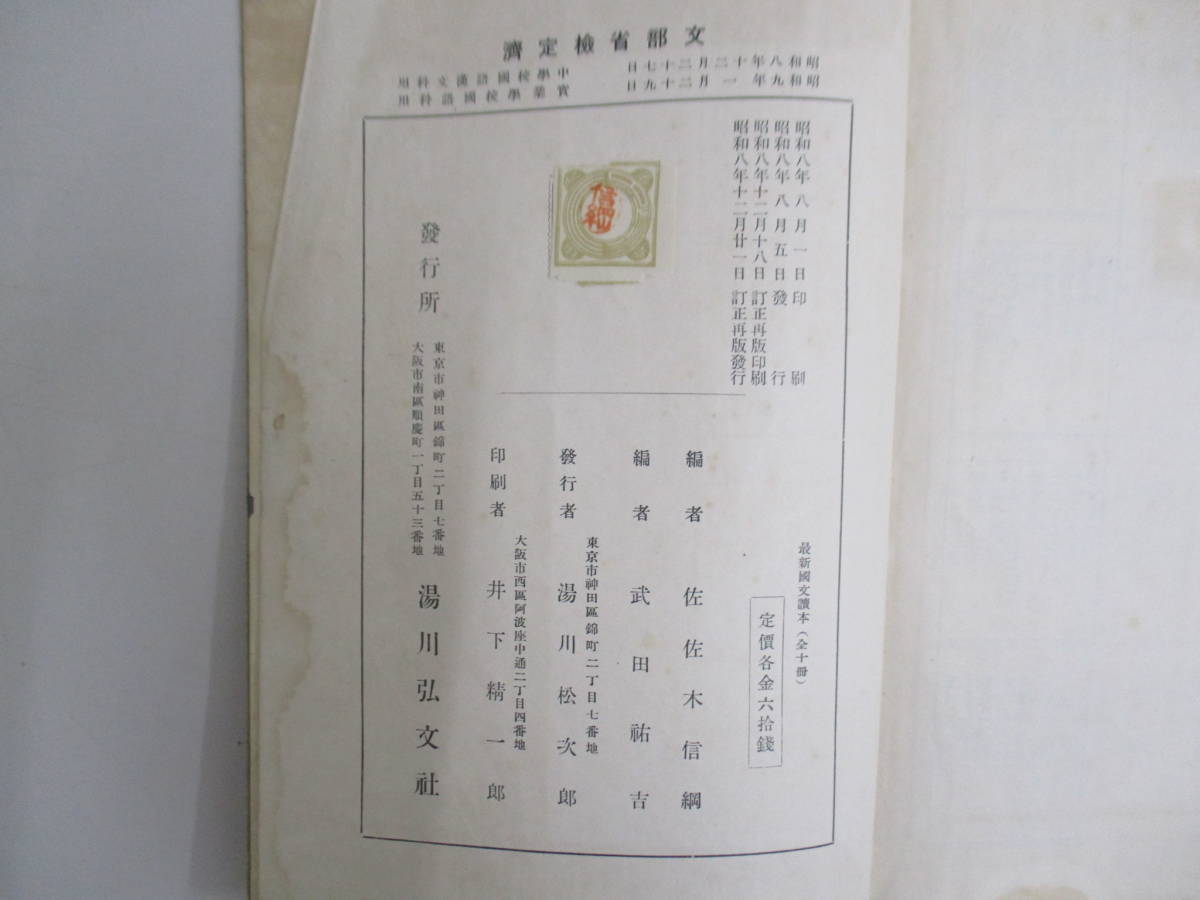 文部省檢定濟
昭和八年十二月二十七日 中學校國語漢文科用
昭和九年一月二十九日 實業學校國語科用
昭和八年八月一日印刷
昭和八年八月五日發行
昭和八年十二月十八日訂正再版印刷
昭和八年十二月廿一日訂正再版發行
信綱
最新國文讀本（全十册）
定價各金六拾錢
編者 佐佐木信綱
編者 武田祐吉
東京市神田區錦町二丁目七番地
發行者 湯川松次郎
大阪市西區阿波座中通二丁目四番地
印刷者 井下精一郎
發行所
東京市神田區錦町二丁目七番地
大阪市南區順慶町一丁目五十三番地
湯川弘文社